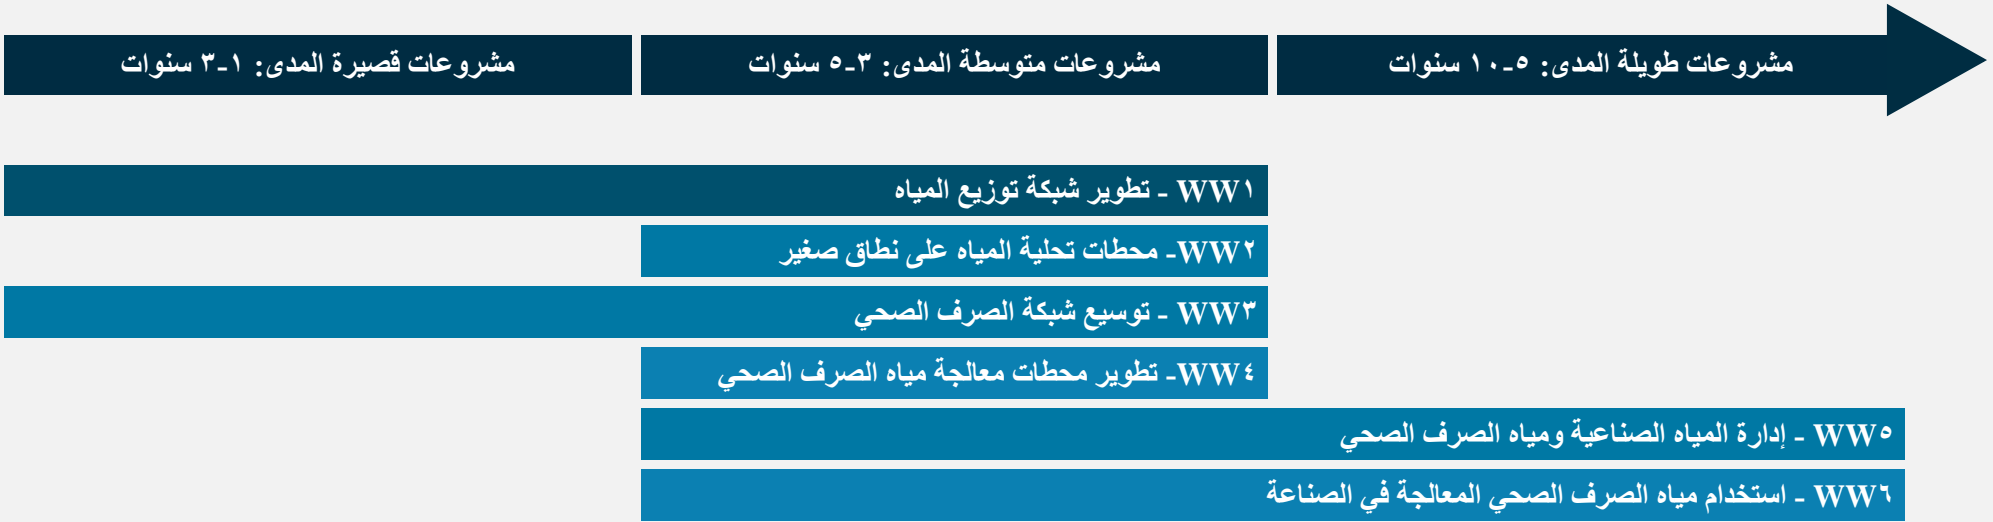 مشروعات قصيرة المدى: ١-٣ سنوات
مشروعات متوسطة المدى: ٣-٥ سنوات
مشروعات طويلة المدى: ٥-١٠ سنوات
WW١ - تطوير شبكة توزيع المياه
WW٢- محطات تحلية المياه على نطاق صغير
WW٣ - توسيع شبكة الصرف الصحي
WW٤- تطوير محطات معالجة مياه الصرف الصحي
WW٥ - إدارة المياه الصناعية ومياه الصرف الصحي
WW٦ - استخدام مياه الصرف الصحي المعالجة في الصناعة